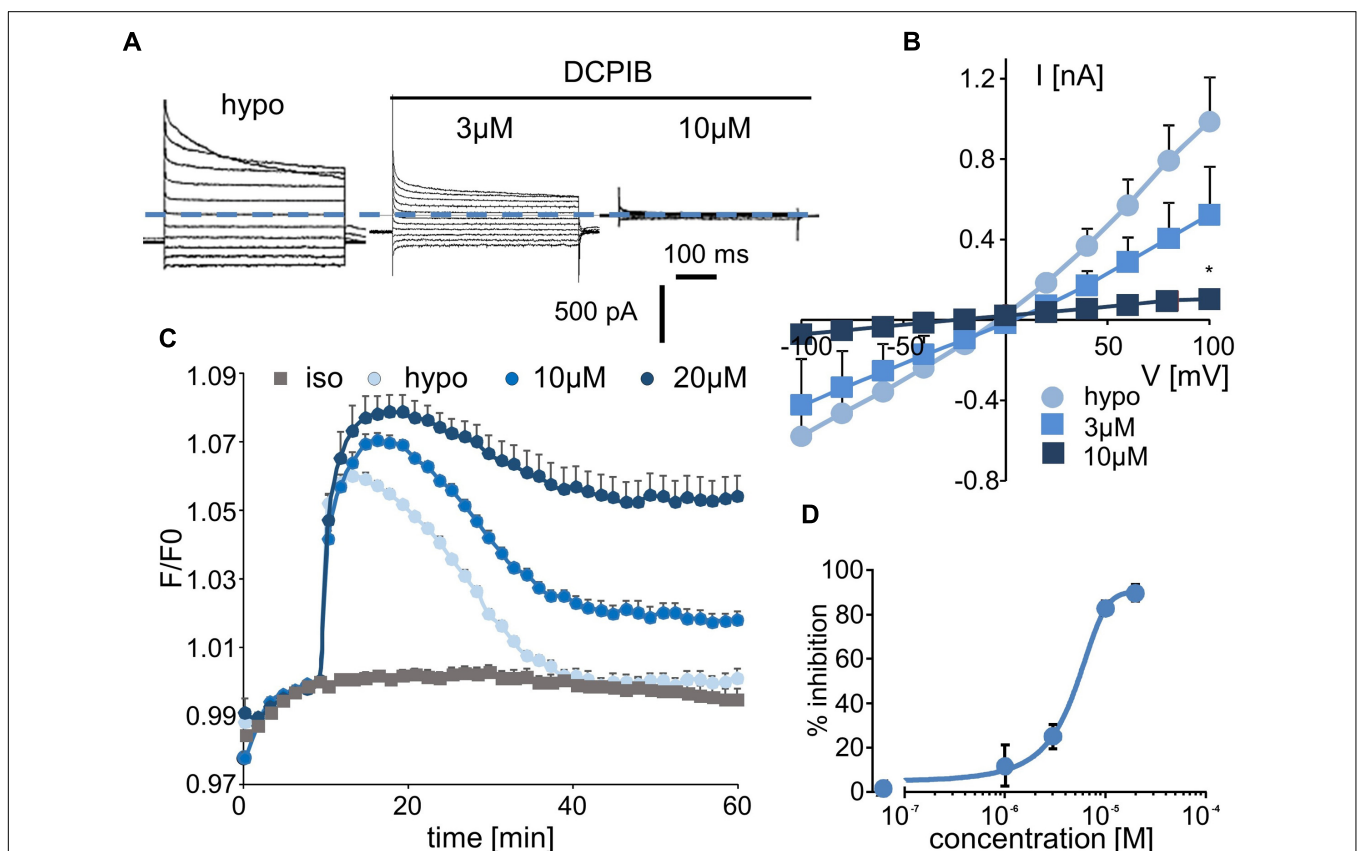 A
DCPIB
hypo
3µM
10µM
100 ms
500 pA
B
I [nA]
1.2
0.8
0.4
-0.4
-0.8
-100
-50
50
100
V [mV]
*
hypo
3µM
10µM
C
iso
hypo
10µM
20µM
1.09
1.07
1.05
1.03
1.01
0.99
0.97
F/F0
0
20
40
60
time [min]
D
100
80
60
40
20
0
% inhibition
10-7
10-6
10-5
10-4
concentration [M]